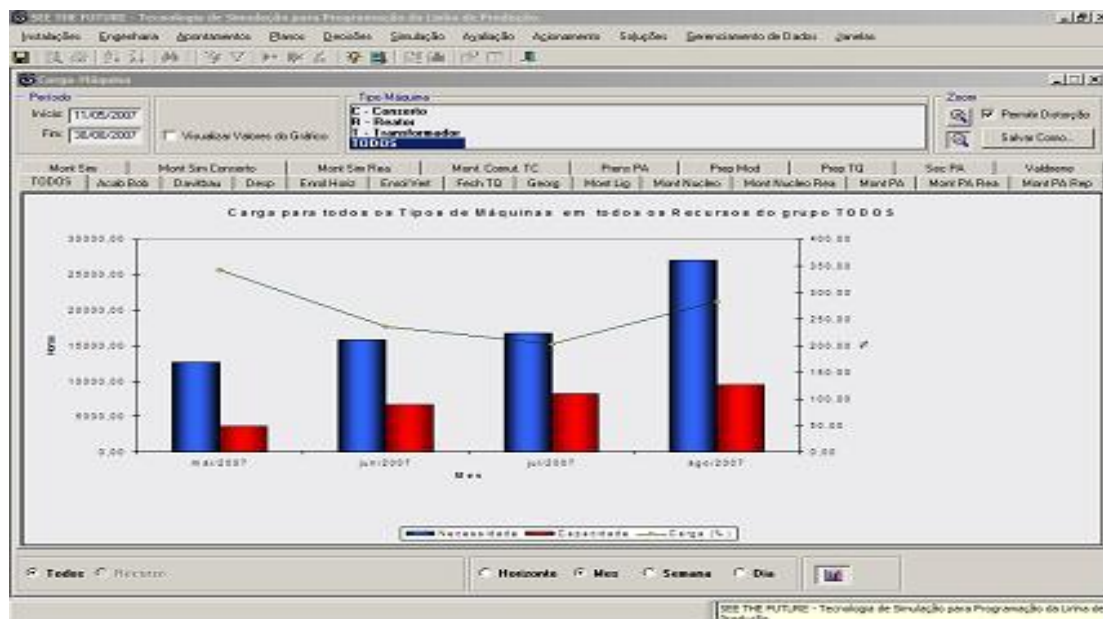 SEE THE FUTURE - Tecnologia de Simulação para Programação da Linha de Produção
Instalações Engenharia Apontamentos Planos Decisões Simulação Avaliação Acionamento Soluções Gerenciamento de Dados Janelas
Carga Máquina
Período
Início: 11/05/2007
Fim: 30/08/2007
Visualizar Valores do Gráfico
Tipo Máquina
C - Conserto
R - Reator
T - Transformador
TODOS
Zoom
Permitir Distorção
Salvar Como...
Mont Sim Mont Sim Conserto Mont Sim Rea Mont. Comut. TC Prens PA Prep Mod Prep TQ Sec PA Valdremo
TODOS Acab Bob Davitbau Desp Enrol Horiz Enrol Vert Fech TQ Georg Mont Lig Mont Nucleo Mont Nucleo Rea Mont PA Mont PA Rea Mont PA Rep
Carga para todos os Tipos de Máquinas em todos os Recursos do grupo TODOS
30000,00
25000,00
20000,00
15000,00
10000,00
5000,00
0,00
Horas
400,00
350,00
300,00
250,00
200,00
150,00
100,00
50,00
0,00
%
mai/2007 jun/2007 jul/2007 ago/2007
Mes
Necessidade Capacidade Carga (%)
Todos Recurso
Horizonte Mes Semana Dia
SEE THE FUTURE - Tecnologia de Simulação para Programação da Linha de
Produção